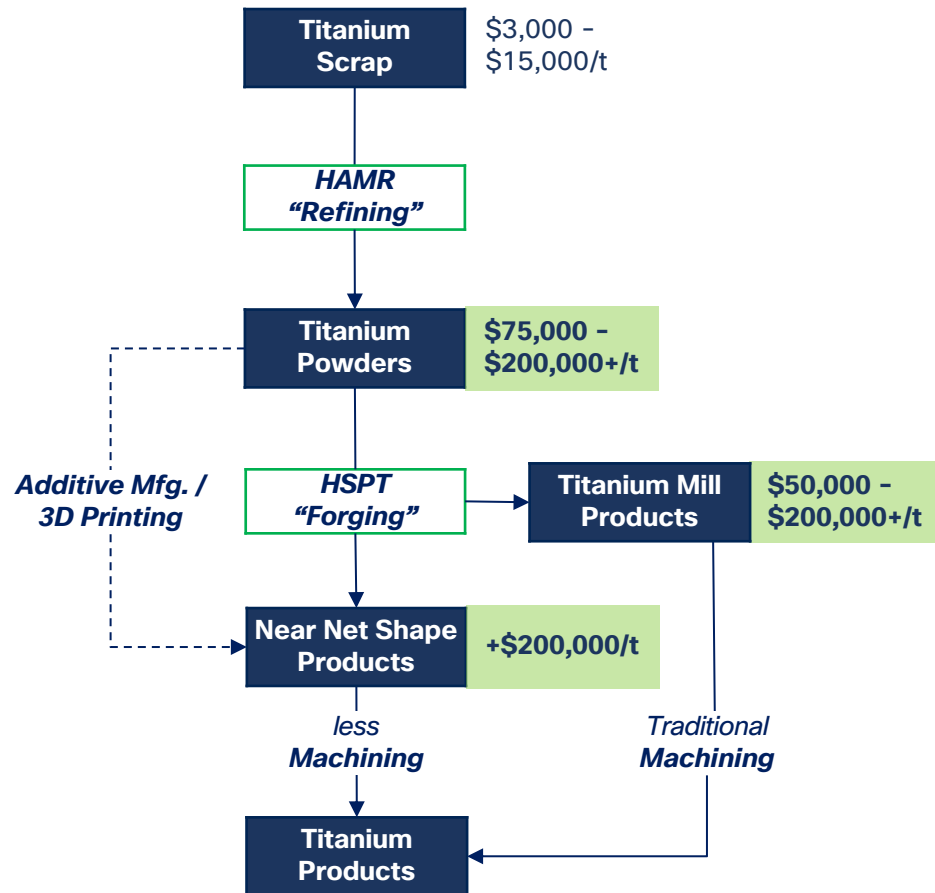 Titanium
Scrap
$3,000 –
$15,000/t
HAMR
“Refining”
Titanium
Powders
$75,000 –
$200,000+/t
Additive Mfg. /
3D Printing
HSPT
“Forging”
Titanium Mill
Products
$50,000 –
$200,000+/t
Near Net Shape
Products
+$200,000/t
less
Machining
Traditional
Machining
Titanium
Products